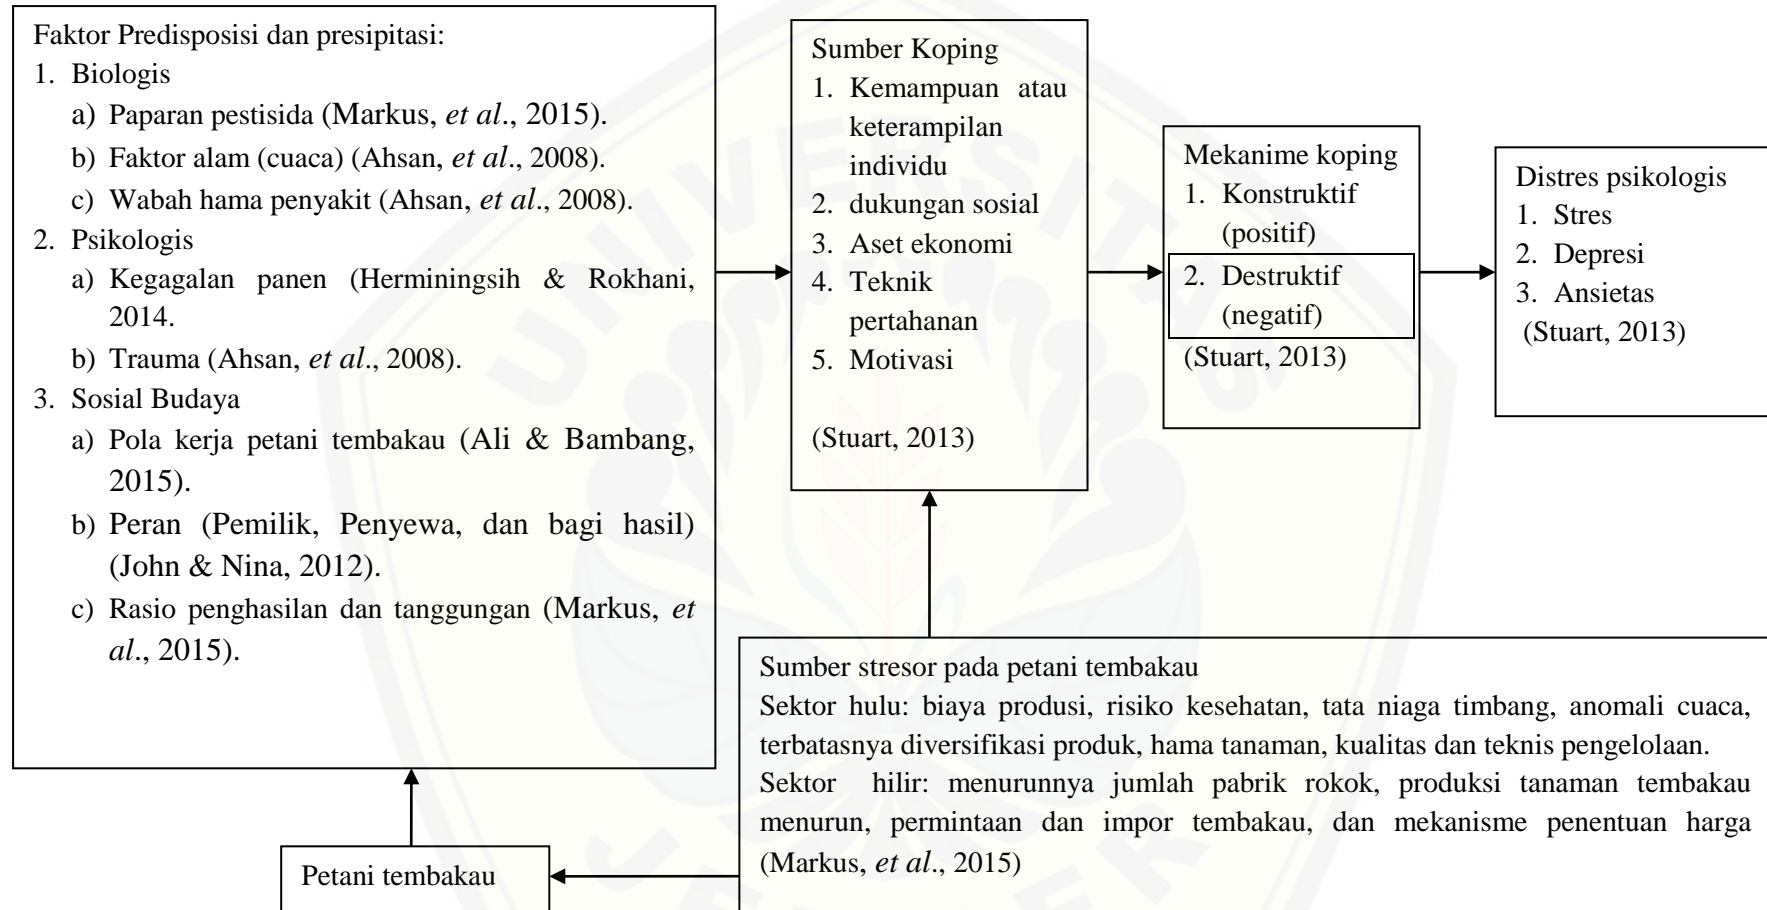 Faktor Predisposisi dan presipitasi:
1. Biologis
a) Paparan pestisida (Markus, et al., 2015).
b) Faktor alam (cuaca) (Ahsan, et al., 2008).
c) Wabah hama penyakit (Ahsan, et al., 2008).
2. Psikologis
a) Kegagalan panen (Herminingsih & Rokhani,
2014.
b) Trauma (Ahsan, et al., 2008).
3. Sosial Budaya
a) Pola kerja petani tembakau (Ali & Bambang,
2015).
b) Peran (Pemilik, Penyewa, dan bagi hasil)
(John & Nina, 2012).
c) Rasio penghasilan dan tanggungan (Markus, et
al., 2015).
Sumber Koping
1. Kemampuan atau
keterampilan
individu
2. dukungan sosial
3. Aset ekonomi
4. Teknik
pertahanan
5. Motivasi
(Stuart, 2013)
Mekanime koping
1. Konstruktif
(positif)
2. Destruktif
(negatif)
(Stuart, 2013)
Distres psikologis
1. Stres
2. Depresi
3. Ansietas
(Stuart, 2013)
Sumber stresor pada petani tembakau
Sektor hulu: biaya produsi, risiko kesehatan, tata niaga timbang, anomali cuaca,
terbatasnya diversifikasi produk, hama tanaman, kualitas dan teknis pengelolaan.
Sektor hilir: menurunnya jumlah pabrik rokok, produksi tanaman tembakau
menurun, permintaan dan impor tembakau, dan mekanisme penentuan harga
(Markus, et al., 2015)
Petani tembakau
UNIVERSITAS
JEMBER